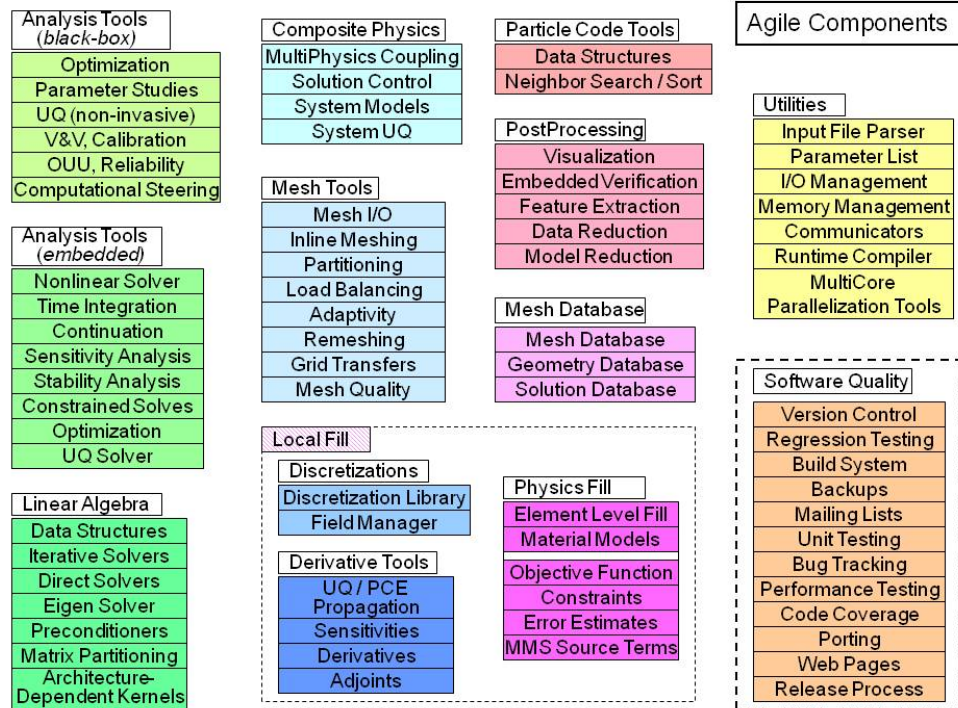 Agile Components
Analysis Tools
(black-box)
Optimization
Parameter Studies
UQ (non-invasive)
V&V, Calibration
OUU, Reliability
Computational Steering
Analysis Tools
(embedded)
Nonlinear Solver
Time Integration
Continuation
Sensitivity Analysis
Stability Analysis
Constrained Solves
Optimization
UQ Solver
Linear Algebra
Data Structures
Iterative Solvers
Direct Solvers
Eigen Solver
Preconditioners
Matrix Partitioning
Architecture-
Dependent Kernels
Composite Physics
MultiPhysics Coupling
Solution Control
System Models
System UQ
Mesh Tools
Mesh I/O
Inline Meshing
Partitioning
Load Balancing
Adaptivity
Remeshing
Grid Transfers
Mesh Quality
Particle Code Tools
Data Structures
Neighbor Search / Sort
PostProcessing
Visualization
Embedded Verification
Feature Extraction
Data Reduction
Model Reduction
Mesh Database
Mesh Database
Geometry Database
Solution Database
Local Fill
Discretizations
Discretization Library
Field Manager
Derivative Tools
UQ / PCE
Propagation
Sensitivities
Derivatives
Adjoints
Physics Fill
Element Level Fill
Material Models
Objective Function
Constraints
Error Estimates
MMS Source Terms
Utilities
Input File Parser
Parameter List
I/O Management
Memory Management
Communicators
Runtime Compiler
MultiCore
Parallelization Tools
Software Quality
Version Control
Regression Testing
Build System
Backups
Mailing Lists
Unit Testing
Bug Tracking
Performance Testing
Code Coverage
Porting
Web Pages
Release Process